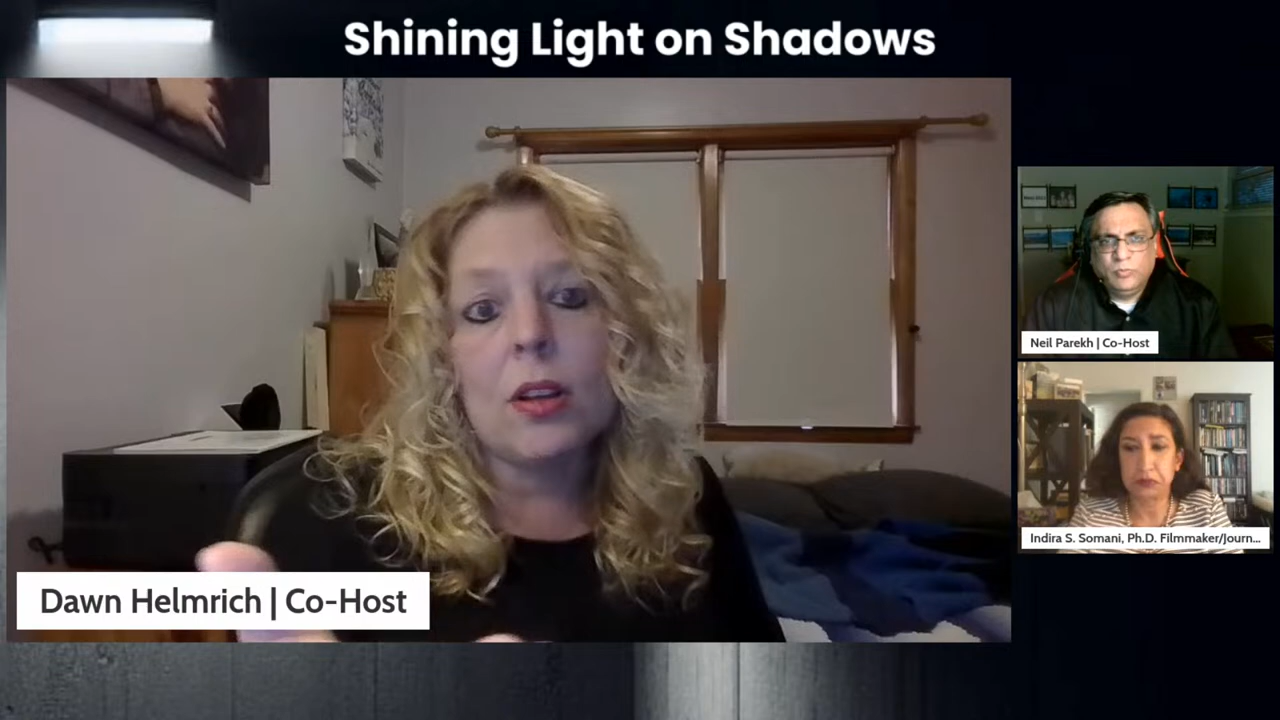 Shining Light on Shadows
Dawn Helmrich | Co-Host
Neil Parekh | Co-Host
Indira S. Somani, Ph.D. Filmmaker/Journ...